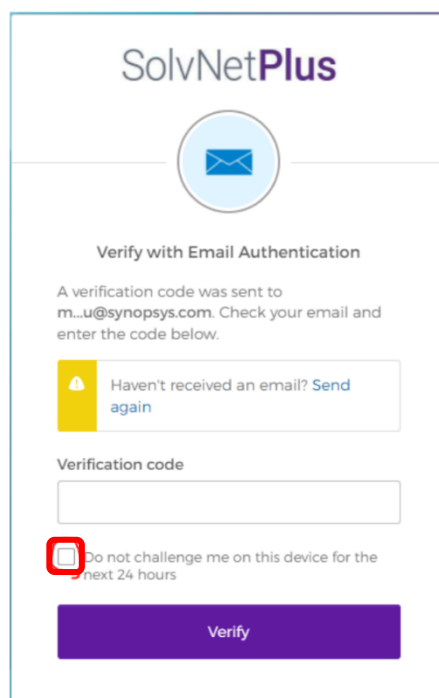 SolvNetPlus
Verify with Email Authentication
A verification code was sent to
m...u@synopsys.com. Check your email and
enter the code below.
Haven't received an email? Send
again
Verification code
Do not challenge me on this device for the
next 24 hours
Verify